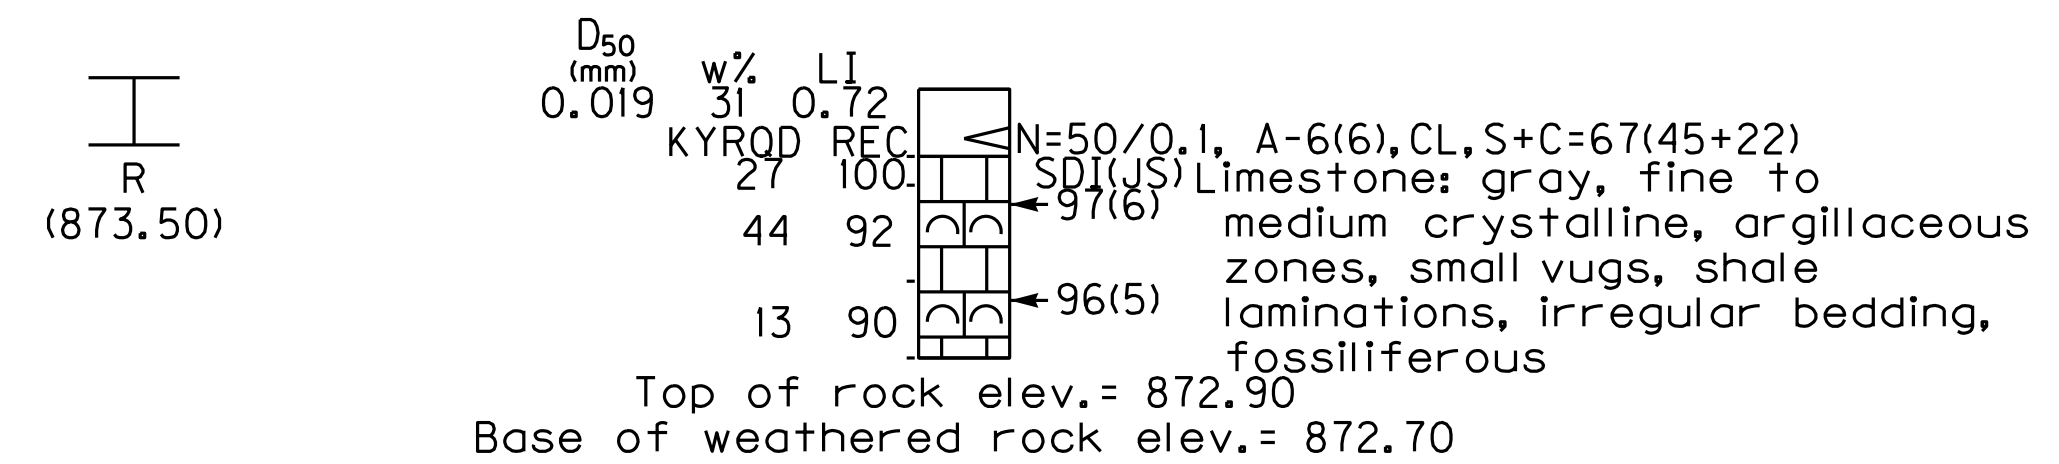 D50
(mm) w% LI
0.019 31 0.72
KYRQD REC N=50/0.1, A-6(6),CL,S+C=67(45+22)
27 100 SDI(JS) Limestone: gray, fine to
97(6)
R
(873.50)
44 92 medium crystalline, argillaceous
zones, small vugs, shale
96(5)
13 90 laminations, irregular bedding,
fossiliferous
Top of rock elev.= 872.90
Base of weathered rock elev.= 872.70